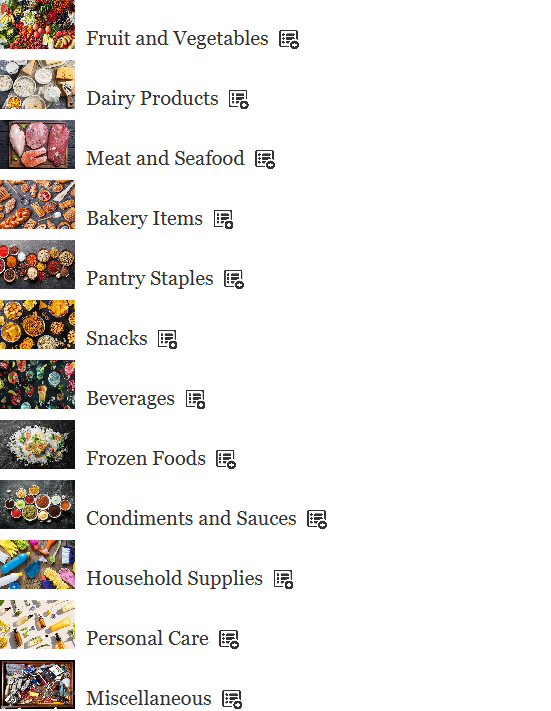 Fruit and Vegetables
Dairy Products
Meat and Seafood
Bakery Items
Pantry Staples
Snacks
Beverages
Frozen Foods
Condiments and Sauces
Household Supplies
Personal Care
Miscellaneous